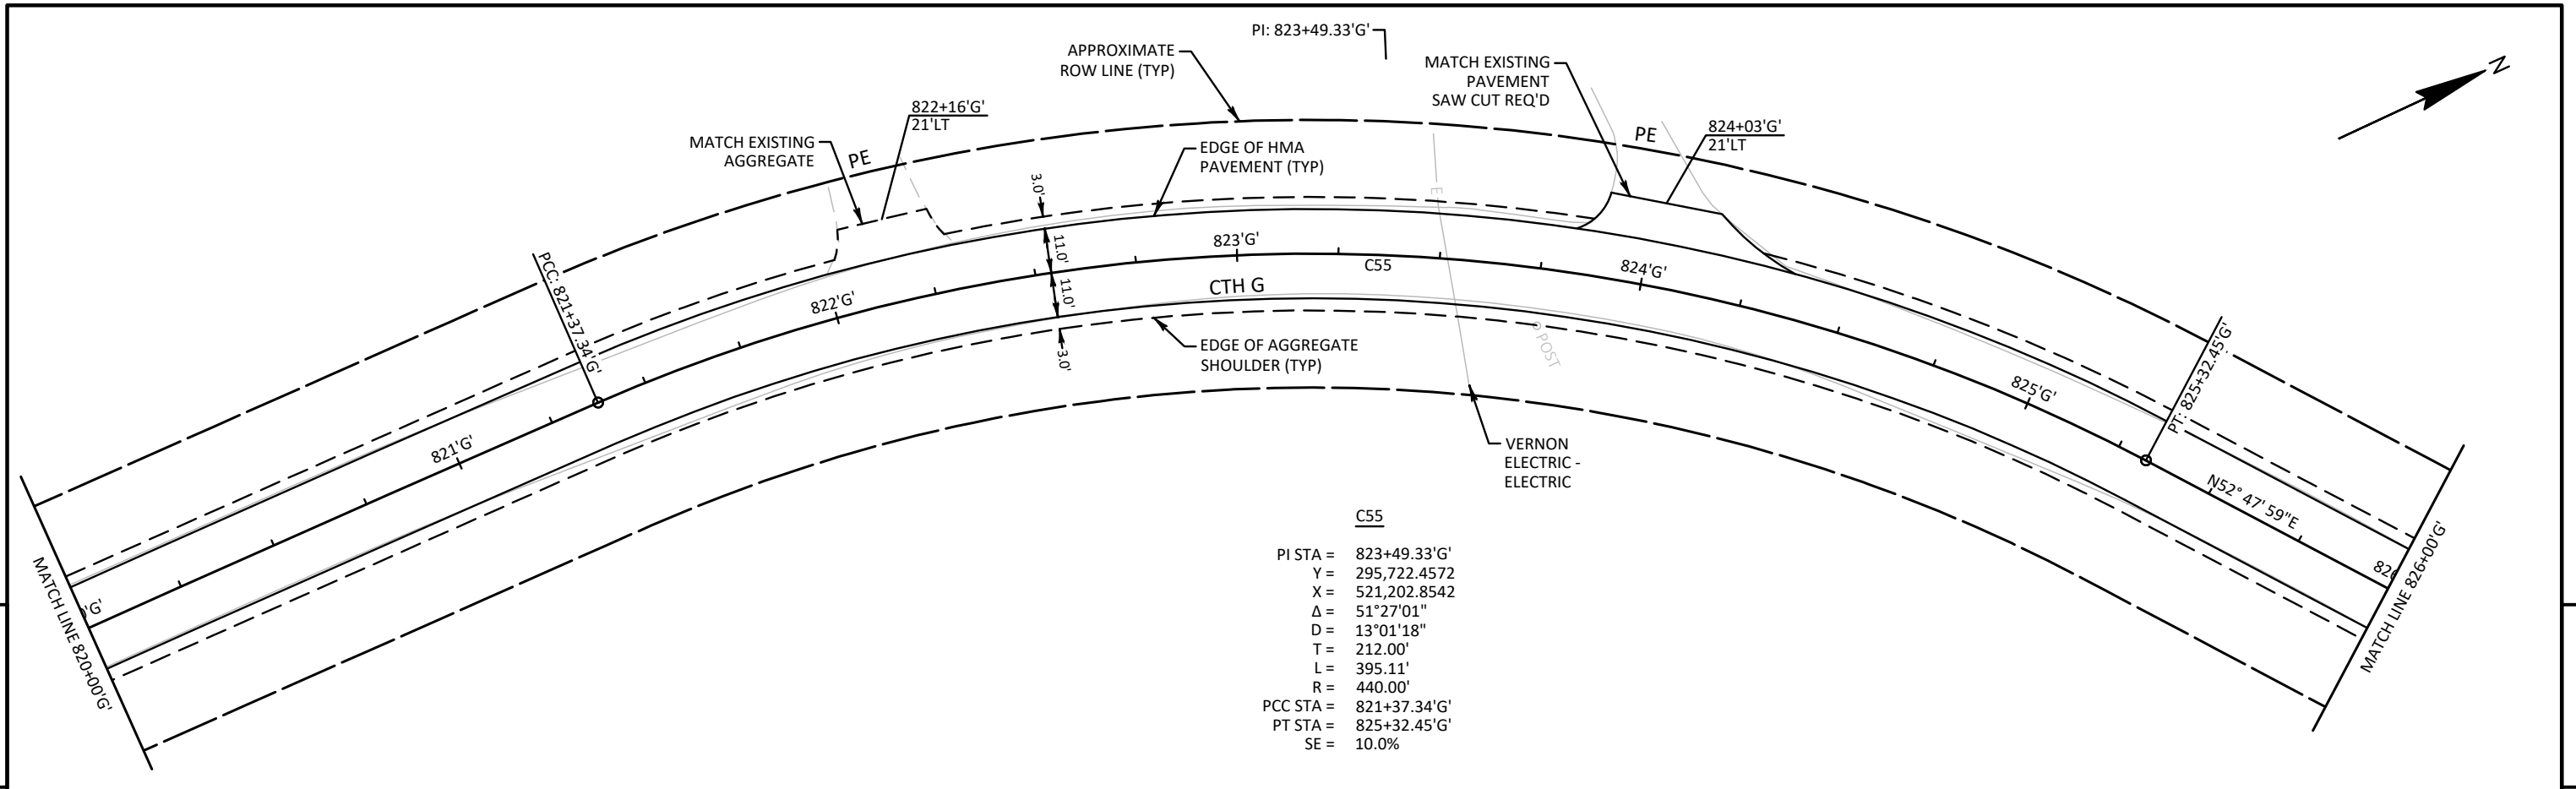 PI: 823+49.33'G'
APPROXIMATE
ROW LINE (TYP)
MATCH EXISTING
PAVEMENT
SAW CUT REQ'D
N
822+16'G'
21'LT
824+03'G'
21'LT
MATCH EXISTING
AGGREGATE
PE
PE
EDGE OF HMA
PAVEMENT (TYP)
3.0'
11.0'
11.0'
3.0'
E
PCC: 821+37.34'G'
821'G'
822'G'
823'G'
C55
824'G'
825'G'
CTH G
POST
EDGE OF AGGREGATE
SHOULDER (TYP)
PT: 825+32.45'G'
N52°47'59"E
VERNON
ELECTRIC -
ELECTRIC
MATCH LINE 820+00'G'
MATCH LINE 826+00'G'
C55
PI STA = 823+49.33'G'
Y = 295,722.4572
X = 521,202.8542
Δ = 51°27'01"
D = 13°01'18"
T = 212.00'
L = 395.11'
R = 440.00'
PCC STA = 821+37.34'G'
PT STA = 825+32.45'G'
SE = 10.0%